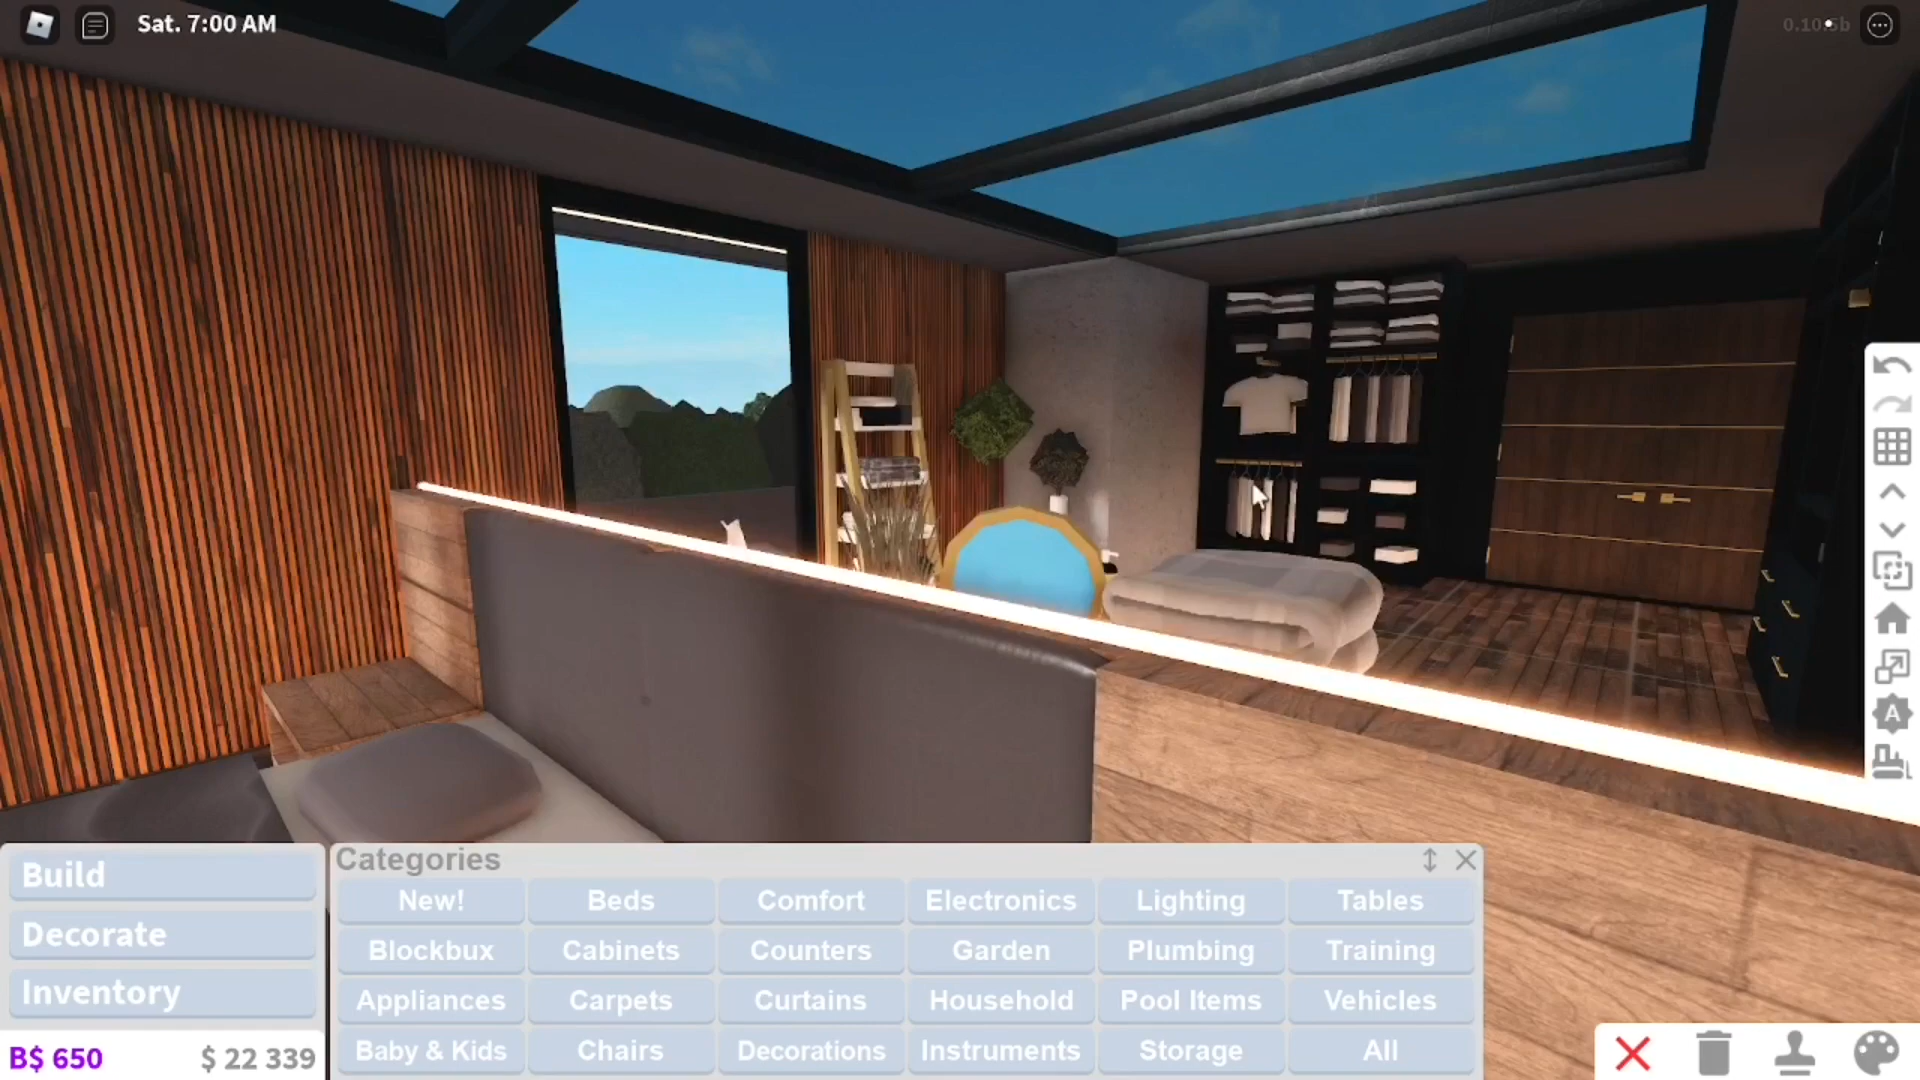 Sat. 7:00 AM
Build
Decorate
Inventory
B$ 650
$ 22 339
Categories
New! Beds Comfort Electronics Lighting Tables
Blockbux Cabinets Counters Garden Plumbing Training
Appliances Carpets Curtains Household Pool Items Vehicles
Baby & Kids Chairs Decorations Instruments Storage All
A